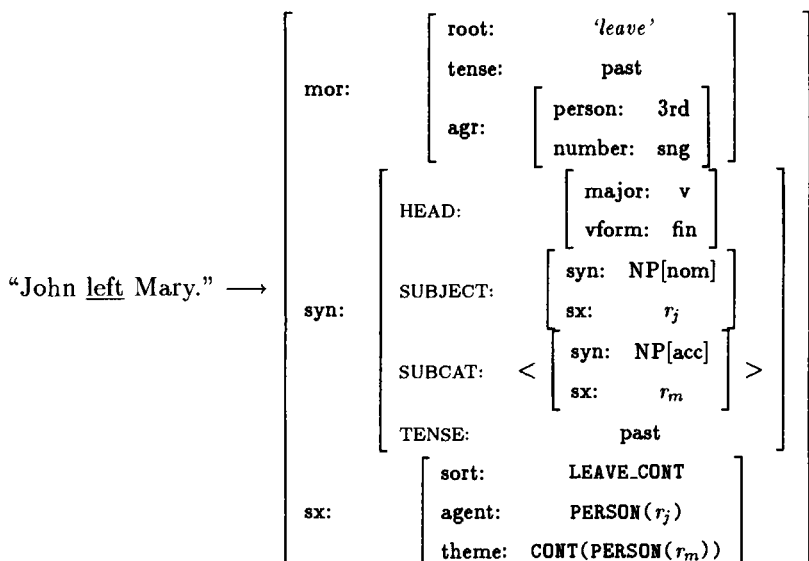 root: 'leave'
tense: past
mor:
person: 3rd
agr:
number: sng
major: v
HEAD:
vform: fin
syn: NP[nom]
"John left Mary." ⟶
SUBJECT:
sx: r_j
syn:
syn: NP[acc]
SUBCAT: < >
sx: r_m
TENSE: past
sort: LEAVE_CONT
sx: agent: PERSON(r_j)
theme: CONT(PERSON(r_m))